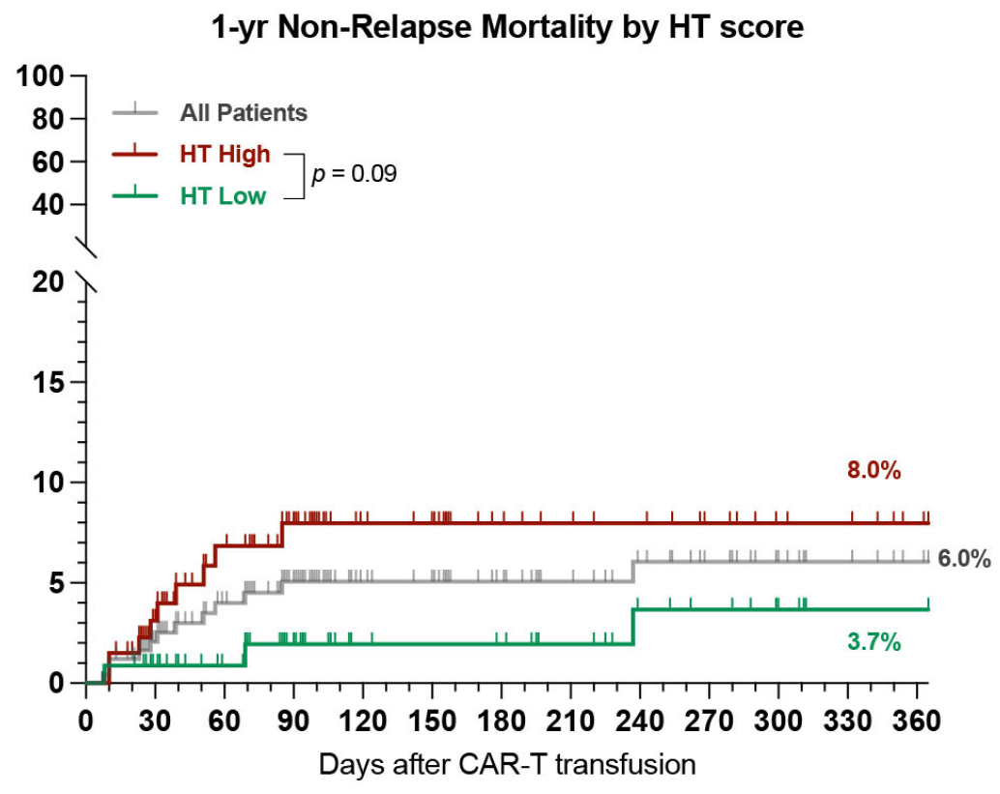 1-yr Non-Relapse Mortality by HT score
100
80
60
40
20
15
10
5
0
All Patients
HT High
HT Low
p = 0.09
8.0%
6.0%
3.7%
0 30 60 90 120 150 180 210 240 270 300 330 360
Days after CAR-T transfusion